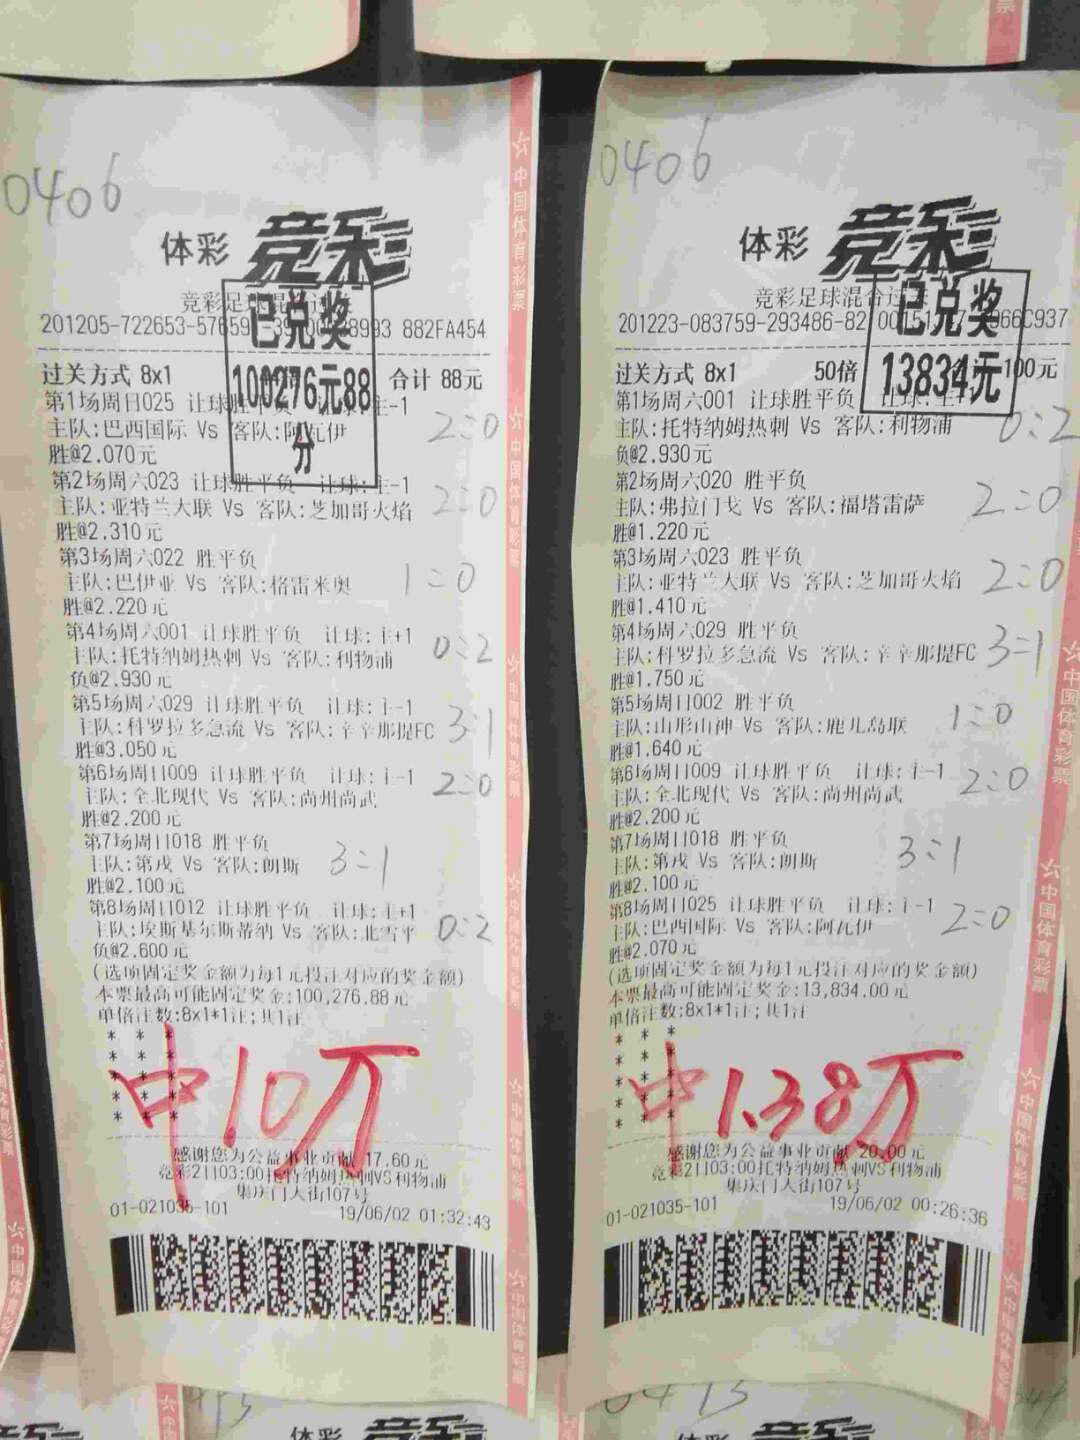 0406
体彩 竞彩
竞彩足球混合过关
已兑奖
100276元88
分
882FA454
过关方式 8x1
合计 88元
第1场周日025 让球胜平负 让球:主-1
主队:巴西国际 Vs 客队:阿瓦伊
2:0
胜@2.070元
第2场周六023 让球胜平负 让球:主-1
主队:亚特兰大联 Vs 客队:芝加哥火焰
2:0
胜@2.310元
第3场周六022 胜平负
主队:巴伊亚 Vs 客队:格雷米奥
1:0
胜@2.220元
第4场周六001 让球胜平负 让球:主+1
主队:托特纳姆热刺 Vs 客队:利物浦
0:2
负@2.930元
第5场周六029 让球胜平负 让球:主-1
主队:科罗拉多急流 Vs 客队:辛辛那提FC
3:1
胜@3.050元
第6场周日009 让球胜平负 让球:主-1
主队:全北现代 Vs 客队:尚州尚武
2:0
胜@2.200元
第7场周日018 胜平负
主队:第戎 Vs 客队:朗斯
3:1
胜@2.100元
第8场周日012 让球胜平负 让球:主+1
主队:埃斯基尔斯蒂纳 Vs 客队:北雪平
0:2
负@2.600元
(选项固定奖金额为每1元投注对应的奖金额)
本票最高可能固定奖金:100,276.88元
单倍注数:8x1*1注;共1注
中10万
感谢您为公益事业贡献 17.60元
竞彩2日03:00托特纳姆热刺VS利物浦
集庆门大街107号
01-021035-101 19/06/02 01:32:43
中国体育彩票
0406
体彩 竞彩
竞彩足球混合过关
已兑奖
13834元
201223-083759-293486-82
966C937
过关方式 8x1 50倍
100元
第1场周六001 让球胜平负 让球:主+1
主队:托特纳姆热刺 Vs 客队:利物浦
0:2
负@2.930元
第2场周六020 胜平负
主队:弗拉门戈 Vs 客队:福塔雷萨
2:0
胜@1.220元
第3场周六023 胜平负
主队:亚特兰大联 Vs 客队:芝加哥火焰
2:0
胜@1.410元
第4场周六029 胜平负
主队:科罗拉多急流 Vs 客队:辛辛那提FC
3:1
胜@1.750元
第5场周日002 胜平负
主队:山形山神 Vs 客队:鹿儿岛联
1:0
胜@1.640元
第6场周日009 让球胜平负 让球:主-1
主队:全北现代 Vs 客队:尚州尚武
2:0
胜@2.200元
第7场周日018 胜平负
主队:第戎 Vs 客队:朗斯
3:1
胜@2.100元
第8场周日025 让球胜平负 让球:主-1
主队:巴西国际 Vs 客队:阿瓦伊
2:0
胜@2.070元
(选项固定奖金额为每1元投注对应的奖金额)
本票最高可能固定奖金:13,834.00元
单倍注数:8x1*1注;共1注
中1.38万
感谢您为公益事业贡献 20.00元
竞彩2日03:00托特纳姆热刺VS利物浦
集庆门大街107号
01-021035-101 19/06/02 00:26:36
中国体育彩票
体彩 竞彩